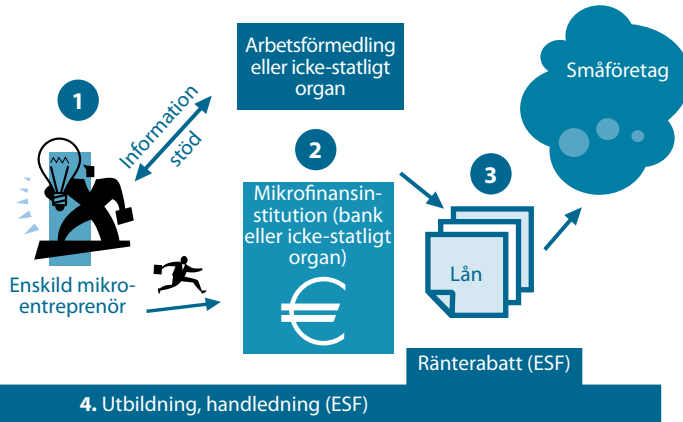 1
Information
stöd
Enskild mikro-
entreprenör
Arbetsförmedling
eller icke-statligt
organ
2
Mikrofinansin-
stitution (bank
eller icke-statligt
organ)
€
3
Lån
Småföretag
Ränterabatt (ESF)
4. Utbildning, handledning (ESF)